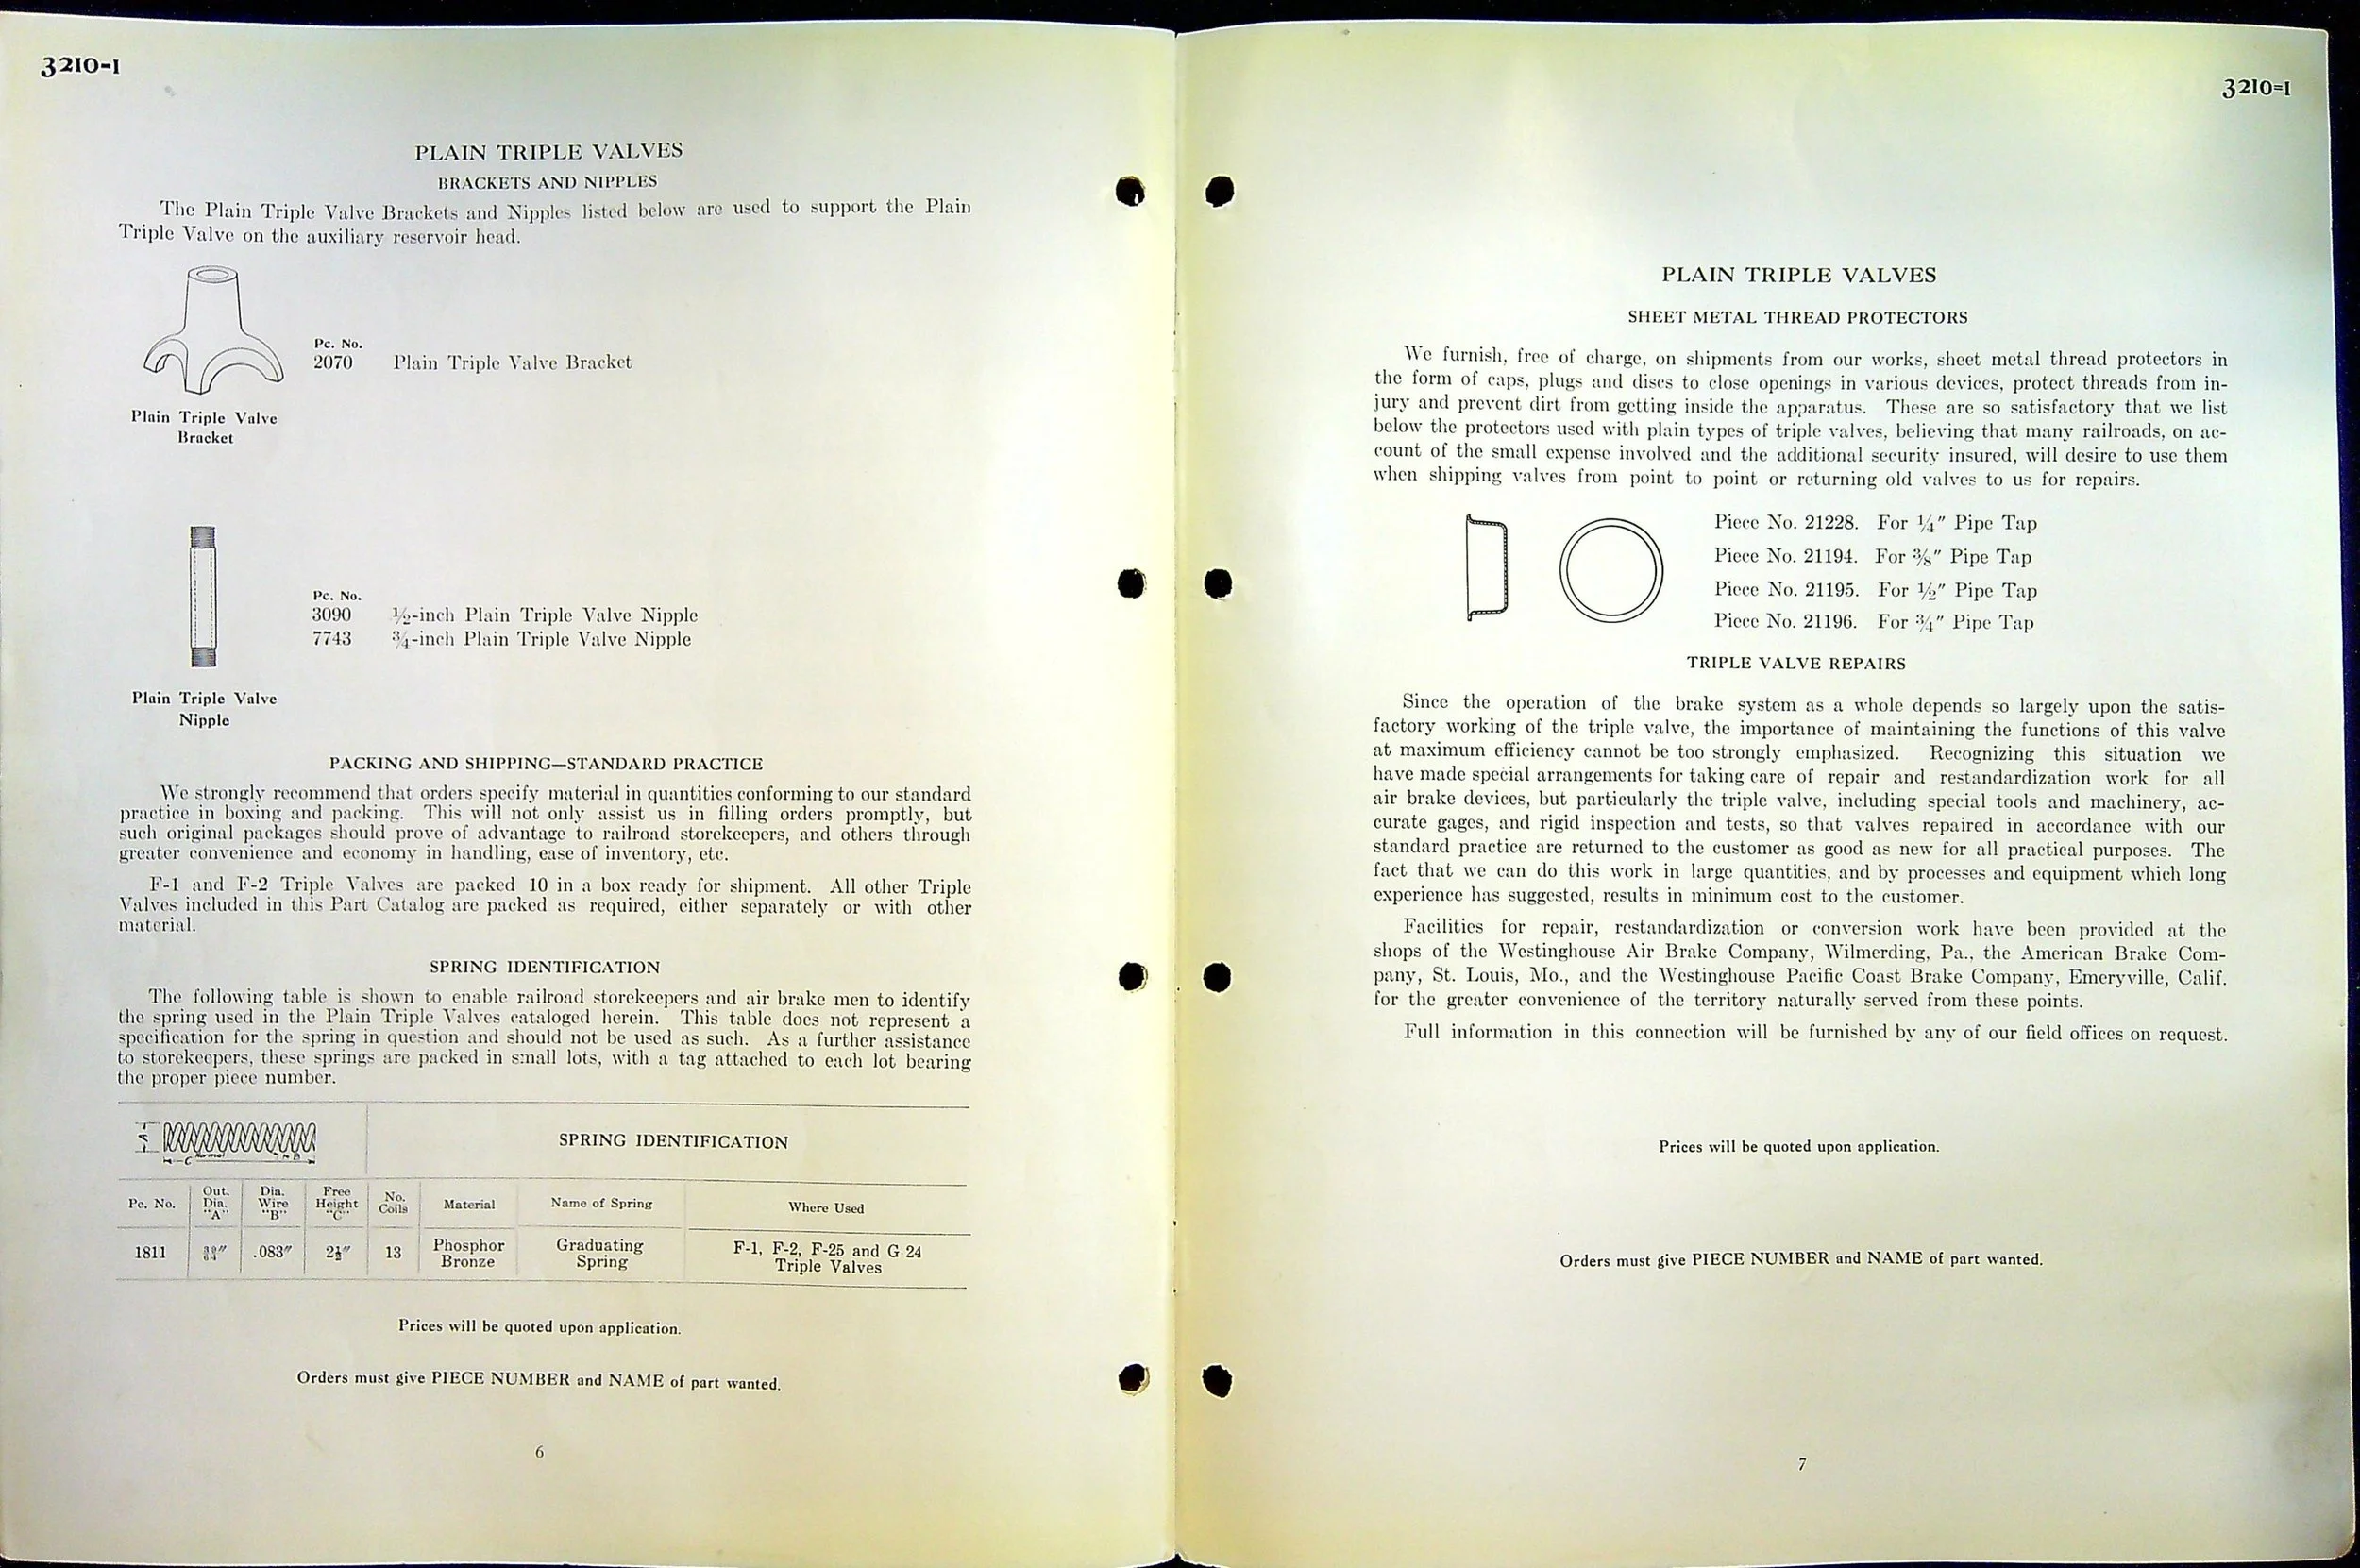 3210-1
PLAIN TRIPLE VALVES
BRACKETS AND NIPPLES
The Plain Triple Valve Brackets and Nipples listed below are used to support the Plain
Triple Valve on the auxiliary reservoir head.
Pc. No.
2070 Plain Triple Valve Bracket
Plain Triple Valve
Bracket
Pc. No.
3090 ½-inch Plain Triple Valve Nipple
7743 ¾-inch Plain Triple Valve Nipple
Plain Triple Valve
Nipple
PACKING AND SHIPPING—STANDARD PRACTICE
We strongly recommend that orders specify material in quantities conforming to our standard
practice in boxing and packing. This will not only assist us in filling orders promptly, but
such original packages should prove of advantage to railroad storekeepers, and others through
greater convenience and economy in handling, ease of inventory, etc.
F-1 and F-2 Triple Valves are packed 10 in a box ready for shipment. All other Triple
Valves included in this Part Catalog are packed as required, either separately or with other
material.
SPRING IDENTIFICATION
The following table is shown to enable railroad storekeepers and air brake men to identify
the spring used in the Plain Triple Valves cataloged herein. This table does not represent a
specification for the spring in question and should not be used as such. As a further assistance
to storekeepers, these springs are packed in small lots, with a tag attached to each lot bearing
the proper piece number.
A C Normal B
SPRING IDENTIFICATION
Pc. No. Out. Dia. "A" Dia. Wire "B" Free Height "C" No. Coils Material Name of Spring Where Used
1811 .083″ 2½″ 13 Phosphor Bronze Graduating Spring F-1, F-2, F-25 and G 24 Triple Valves
Prices will be quoted upon application.
Orders must give PIECE NUMBER and NAME of part wanted.
6
3210=1
PLAIN TRIPLE VALVES
SHEET METAL THREAD PROTECTORS
We furnish, free of charge, on shipments from our works, sheet metal thread protectors in
the form of caps, plugs and discs to close openings in various devices, protect threads from in-
jury and prevent dirt from getting inside the apparatus. These are so satisfactory that we list
below the protectors used with plain types of triple valves, believing that many railroads, on ac-
count of the small expense involved and the additional security insured, will desire to use them
when shipping valves from point to point or returning old valves to us for repairs.
Piece No. 21228. For ¼″ Pipe Tap
Piece No. 21194. For ⅜″ Pipe Tap
Piece No. 21195. For ½″ Pipe Tap
Piece No. 21196. For ¾″ Pipe Tap
TRIPLE VALVE REPAIRS
Since the operation of the brake system as a whole depends so largely upon the satis-
factory working of the triple valve, the importance of maintaining the functions of this valve
at maximum efficiency cannot be too strongly emphasized. Recognizing this situation we
have made special arrangements for taking care of repair and restandardization work for all
air brake devices, but particularly the triple valve, including special tools and machinery, ac-
curate gages, and rigid inspection and tests, so that valves repaired in accordance with our
standard practice are returned to the customer as good as new for all practical purposes. The
fact that we can do this work in large quantities, and by processes and equipment which long
experience has suggested, results in minimum cost to the customer.
Facilities for repair, restandardization or conversion work have been provided at the
shops of the Westinghouse Air Brake Company, Wilmerding, Pa., the American Brake Com-
pany, St. Louis, Mo., and the Westinghouse Pacific Coast Brake Company, Emeryville, Calif.
for the greater convenience of the territory naturally served from these points.
Full information in this connection will be furnished by any of our field offices on request.
Prices will be quoted upon application.
Orders must give PIECE NUMBER and NAME of part wanted.
7